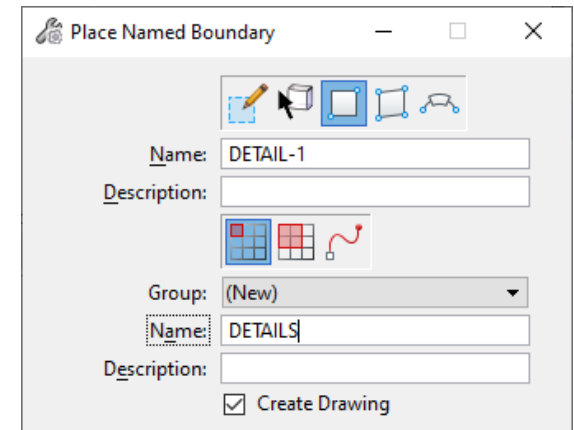 Place Named Boundary
Name: DETAIL-1
Description:
Group: (New)
Name: DETAILS
Description:
Create Drawing